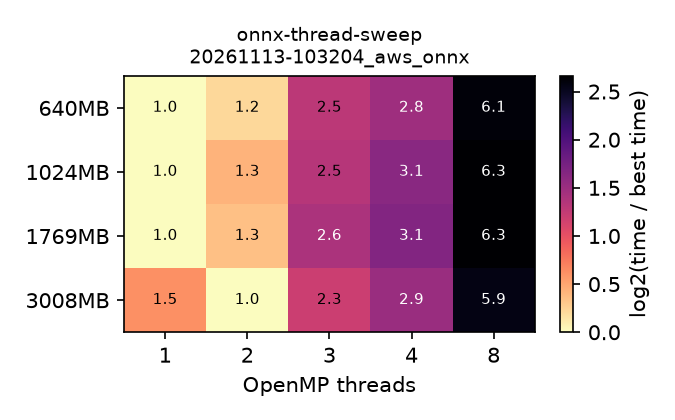 onnx-thread-sweep
20261113-103204_aws_onnx
640MB 1.0 1.2 2.5 2.8 6.1
1024MB 1.0 1.3 2.5 3.1 6.3
1769MB 1.0 1.3 2.6 3.1 6.3
3008MB 1.5 1.0 2.3 2.9 5.9
1 2 3 4 8
OpenMP threads
2.5
2.0
1.5
1.0
0.5
0.0
log2(time / best time)